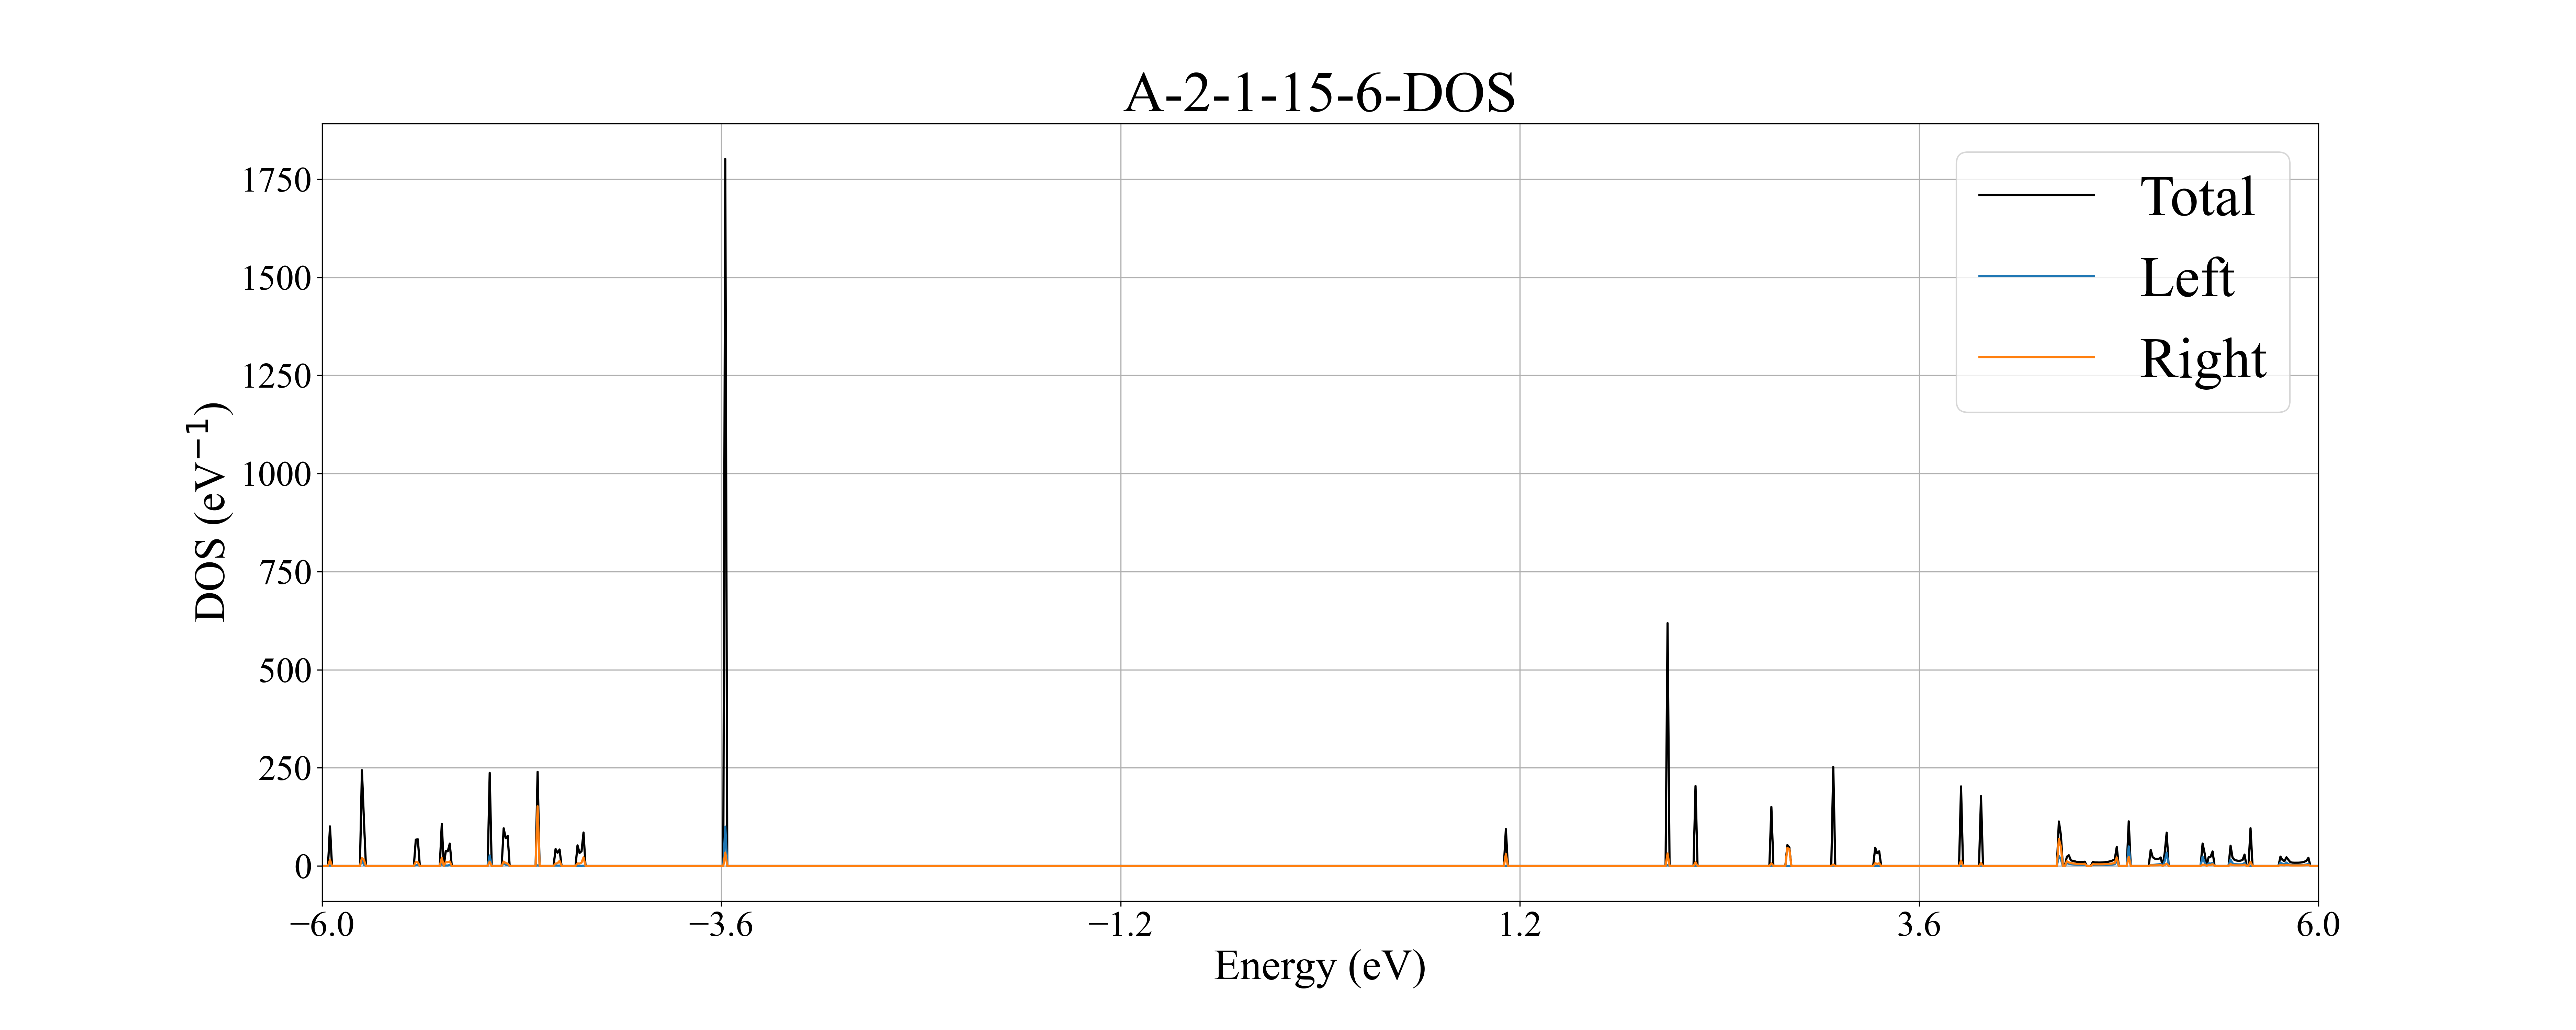 A-2-1-15-6-DOS
1750
1500
1250
1000
750
500
250
0
DOS (eV⁻¹)
Total
Left
Right
−6.0 −3.6 −1.2 1.2 3.6 6.0
Energy (eV)